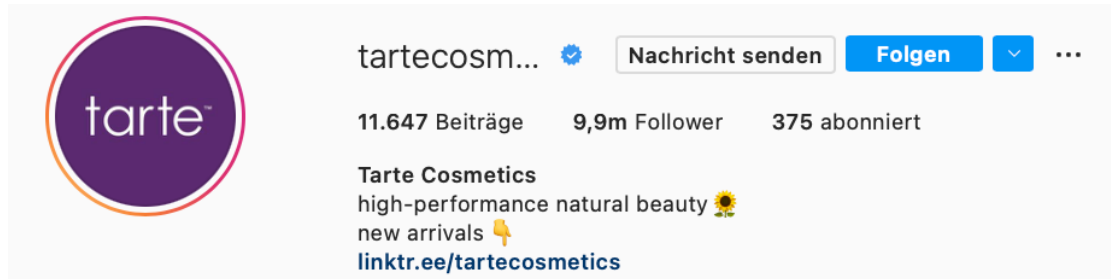 tarte™
tartecosm... Nachricht senden Folgen
11.647 Beiträge 9,9m Follower 375 abonniert
Tarte Cosmetics
high-performance natural beauty🌻
new arrivals 👇
linktr.ee/tartecosmetics